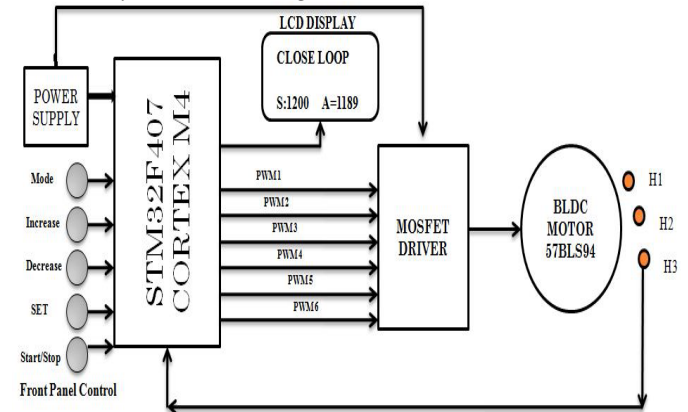 LCD DISPLAY
CLOSE LOOP
S:1200 A=1189
POWER
SUPPLY
STM32F407
CORTEX M4
Mode
Increase
Decrease
SET
Start/Stop
Front Panel Control
PWM1
PWM2
PWM3
PWM4
PWM5
PWM6
MOSFET
DRIVER
BLDC
MOTOR
57BLS94
H1
H2
H3